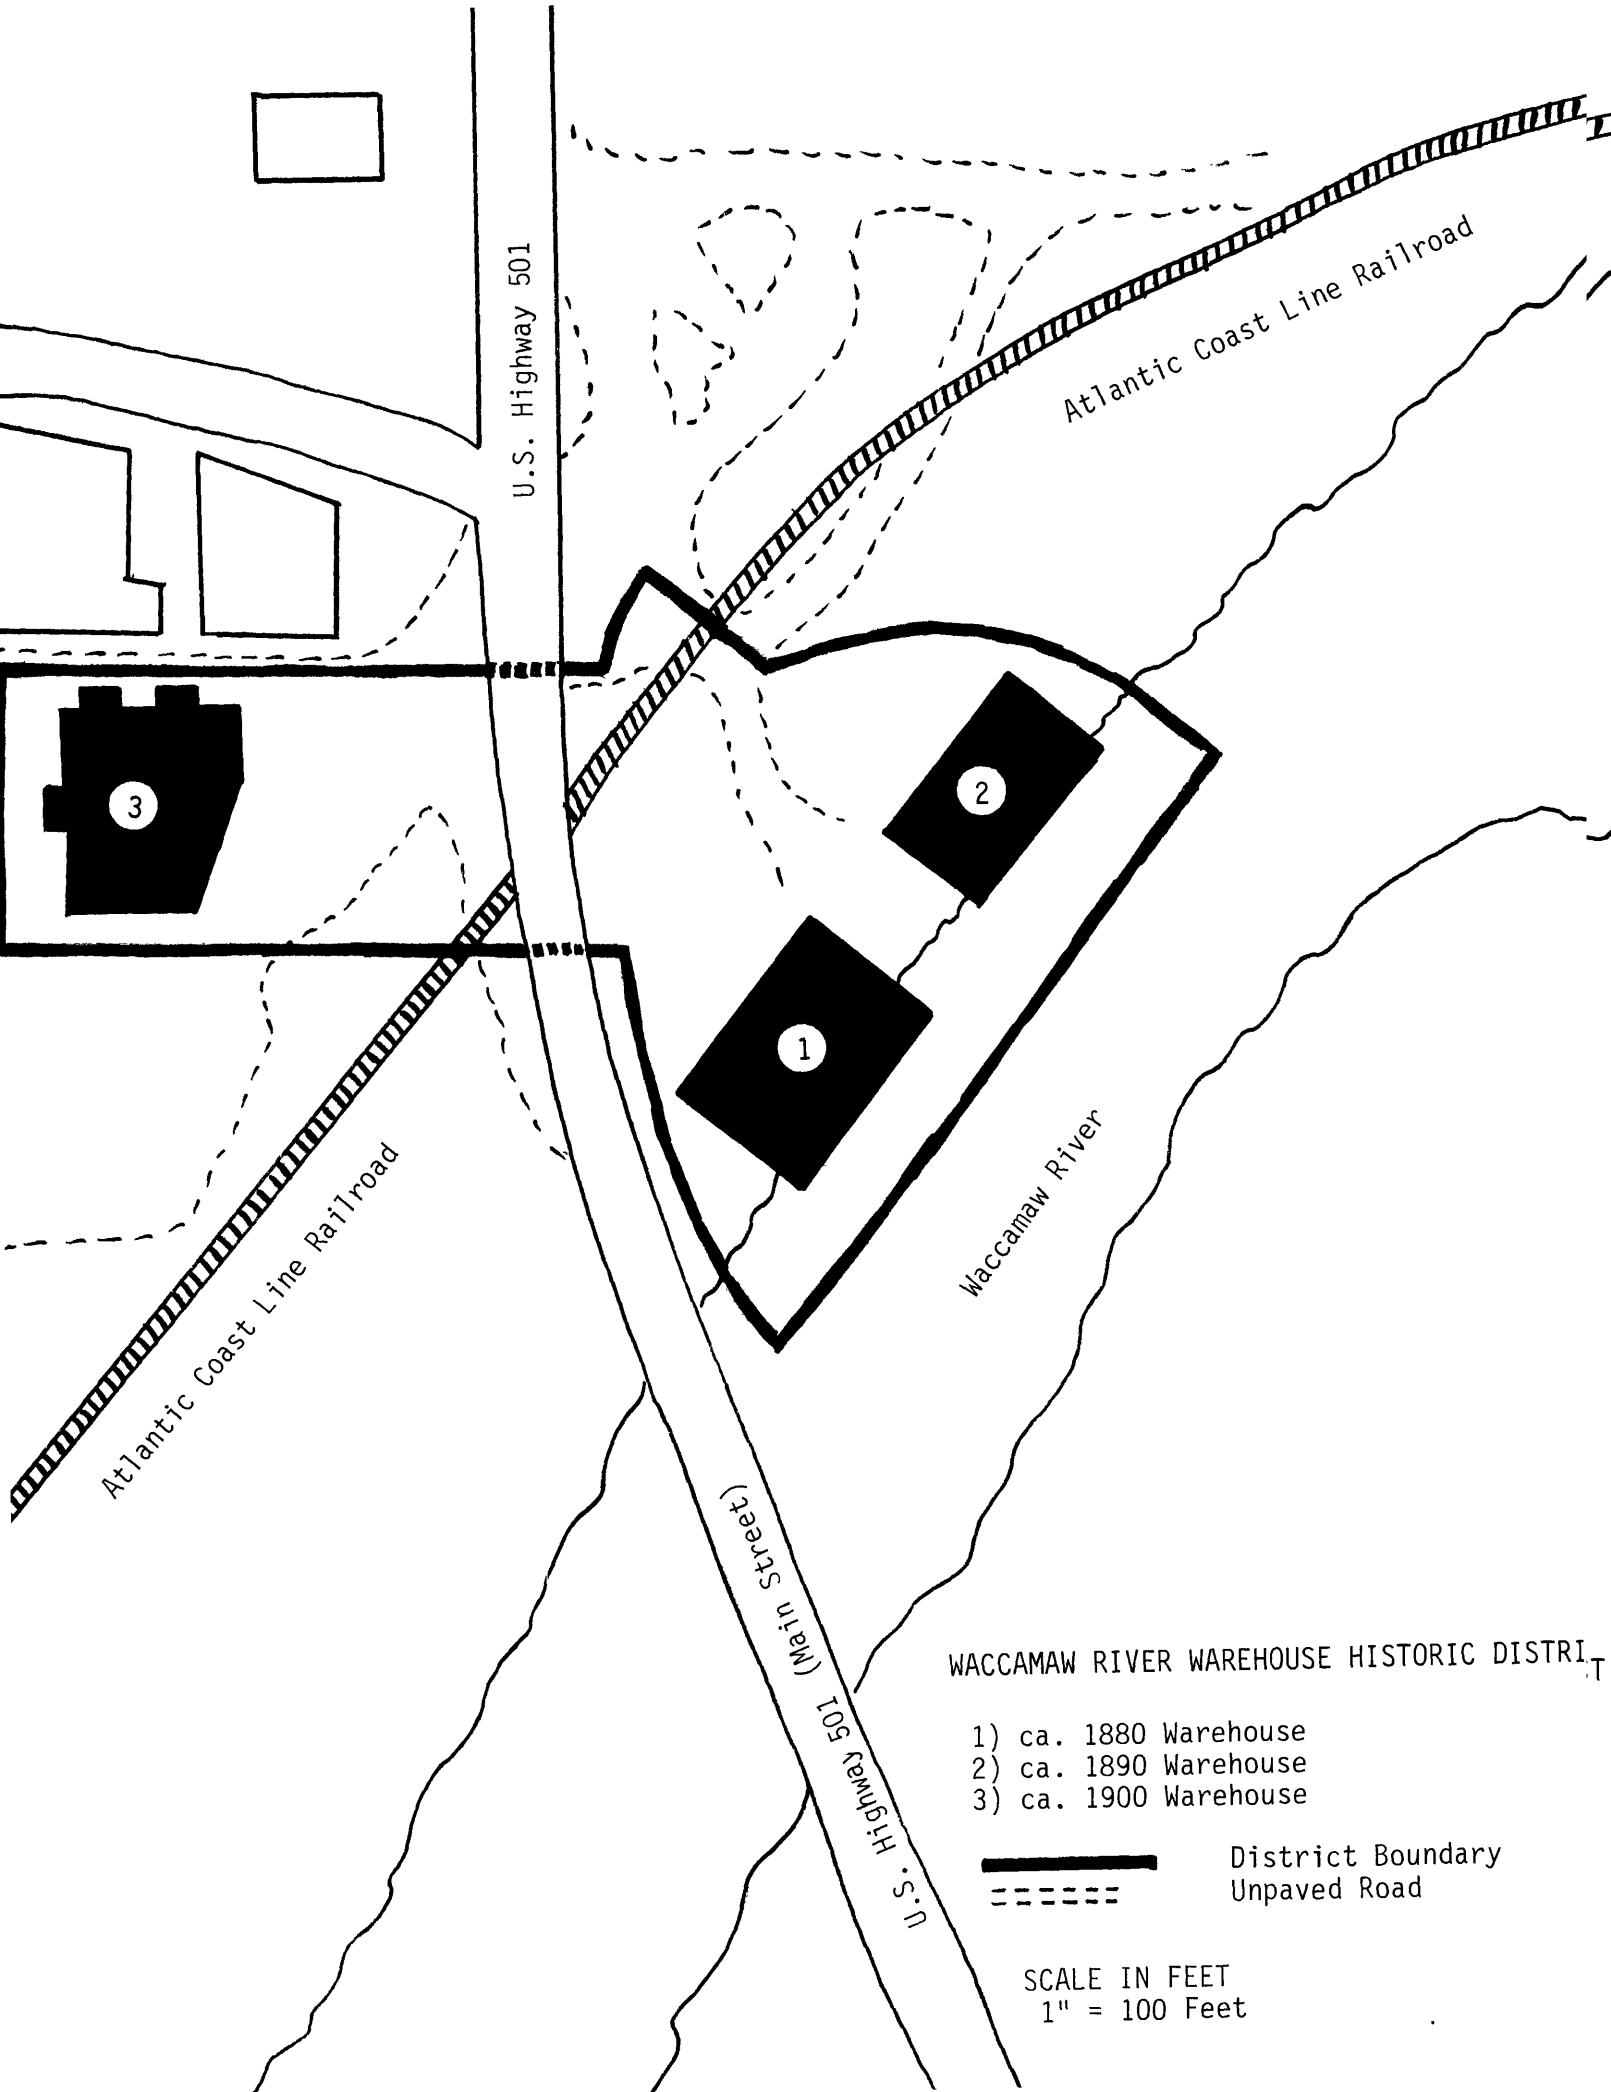 U.S. Highway 501
Atlantic Coast Line Railroad
3
2
1
Waccamaw River
Atlantic Coast Line Railroad
U.S. Highway 501 (Main Street)
WACCAMAW RIVER WAREHOUSE HISTORIC DISTRI T
1) ca. 1880 Warehouse
2) ca. 1890 Warehouse
3) ca. 1900 Warehouse
District Boundary
Unpaved Road
SCALE IN FEET
1" = 100 Feet